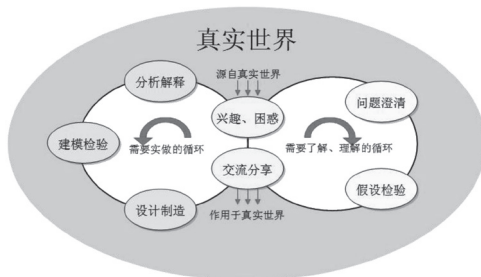 真实世界
分析解释
源自真实世界
问题澄清
兴趣、困惑
建模检验
需要实做的循环
需要了解、理解的循环
交流分享
假设检验
设计制造
作用于真实世界